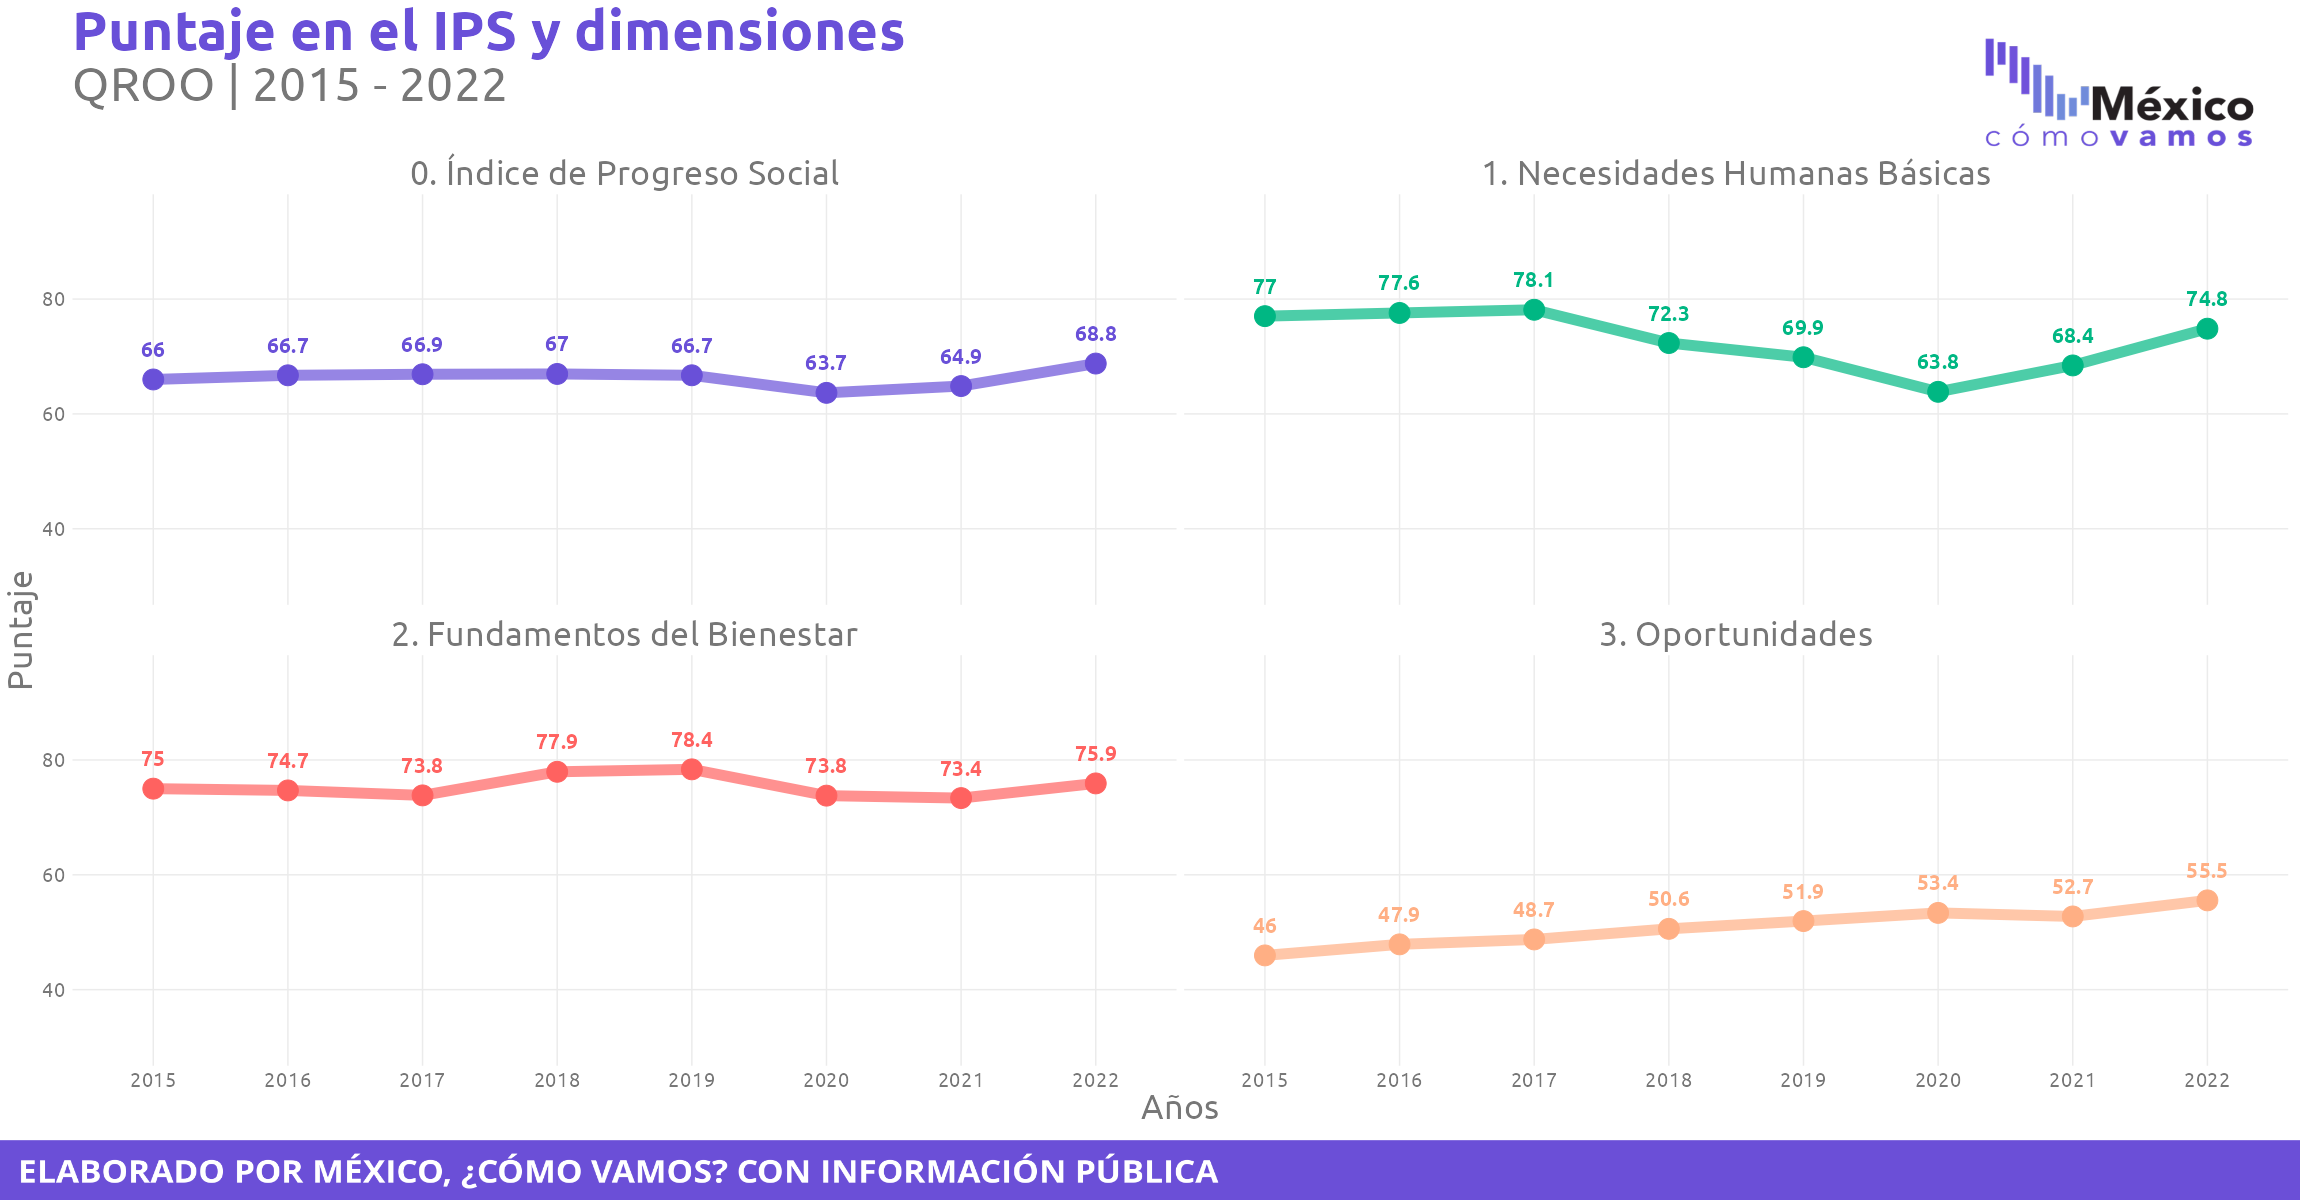 Puntaje en el IPS y dimensiones
QROO | 2015 - 2022
México
cómovamos
0. Índice de Progreso Social
80
60
40
66
66.7
66.9
67
66.7
63.7
64.9
68.8
1. Necesidades Humanas Básicas
77
77.6
78.1
72.3
69.9
63.8
68.4
74.8
Puntaje
2. Fundamentos del Bienestar
80
60
40
75
74.7
73.8
77.9
78.4
73.8
73.4
75.9
2015 2016 2017 2018 2019 2020 2021 2022
3. Oportunidades
46
47.9
48.7
50.6
51.9
53.4
52.7
55.5
2015 2016 2017 2018 2019 2020 2021 2022
Años
ELABORADO POR MÉXICO, ¿CÓMO VAMOS? CON INFORMACIÓN PÚBLICA